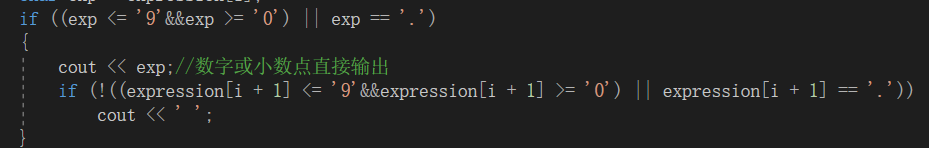 if ((exp <= '9'&&exp >= '0') || exp == '.')
{
cout << exp;//数字或小数点直接输出
if (!((expression[i + 1] <= '9'&&expression[i + 1] >= '0') || expression[i + 1] == '.'))
cout << ' ';
}